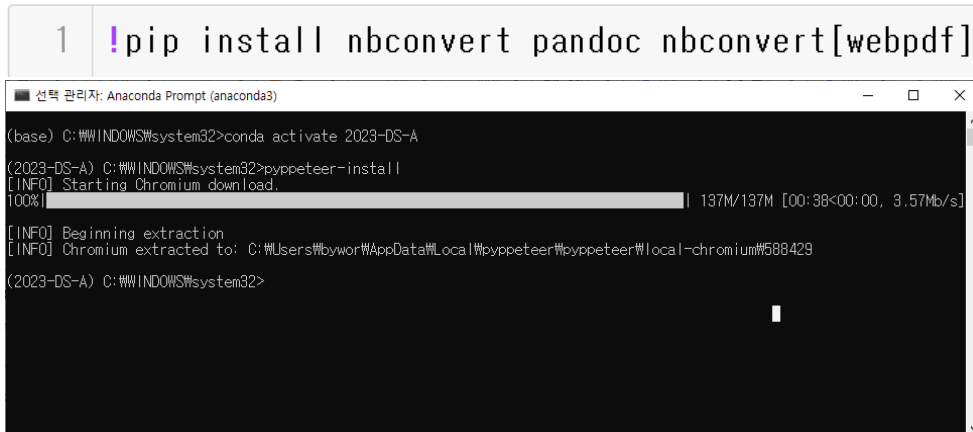 1 !pip install nbconvert pandoc nbconvert[webpdf]
선택 관리자: Anaconda Prompt (anaconda3)
(base) C:₩WINDOWS₩system32>conda activate 2023-DS-A
(2023-DS-A) C:₩WINDOWS₩system32>pyppeteer-install
[INFO] Starting Chromium download.
100%| | 137M/137M [00:38<00:00, 3.57Mb/s]
[INFO] Beginning extraction
[INFO] Chromium extracted to: C:₩Users₩bywor₩AppData₩Local₩pyppeteer₩pyppeteer₩local-chromium₩588429
(2023-DS-A) C:₩WINDOWS₩system32>